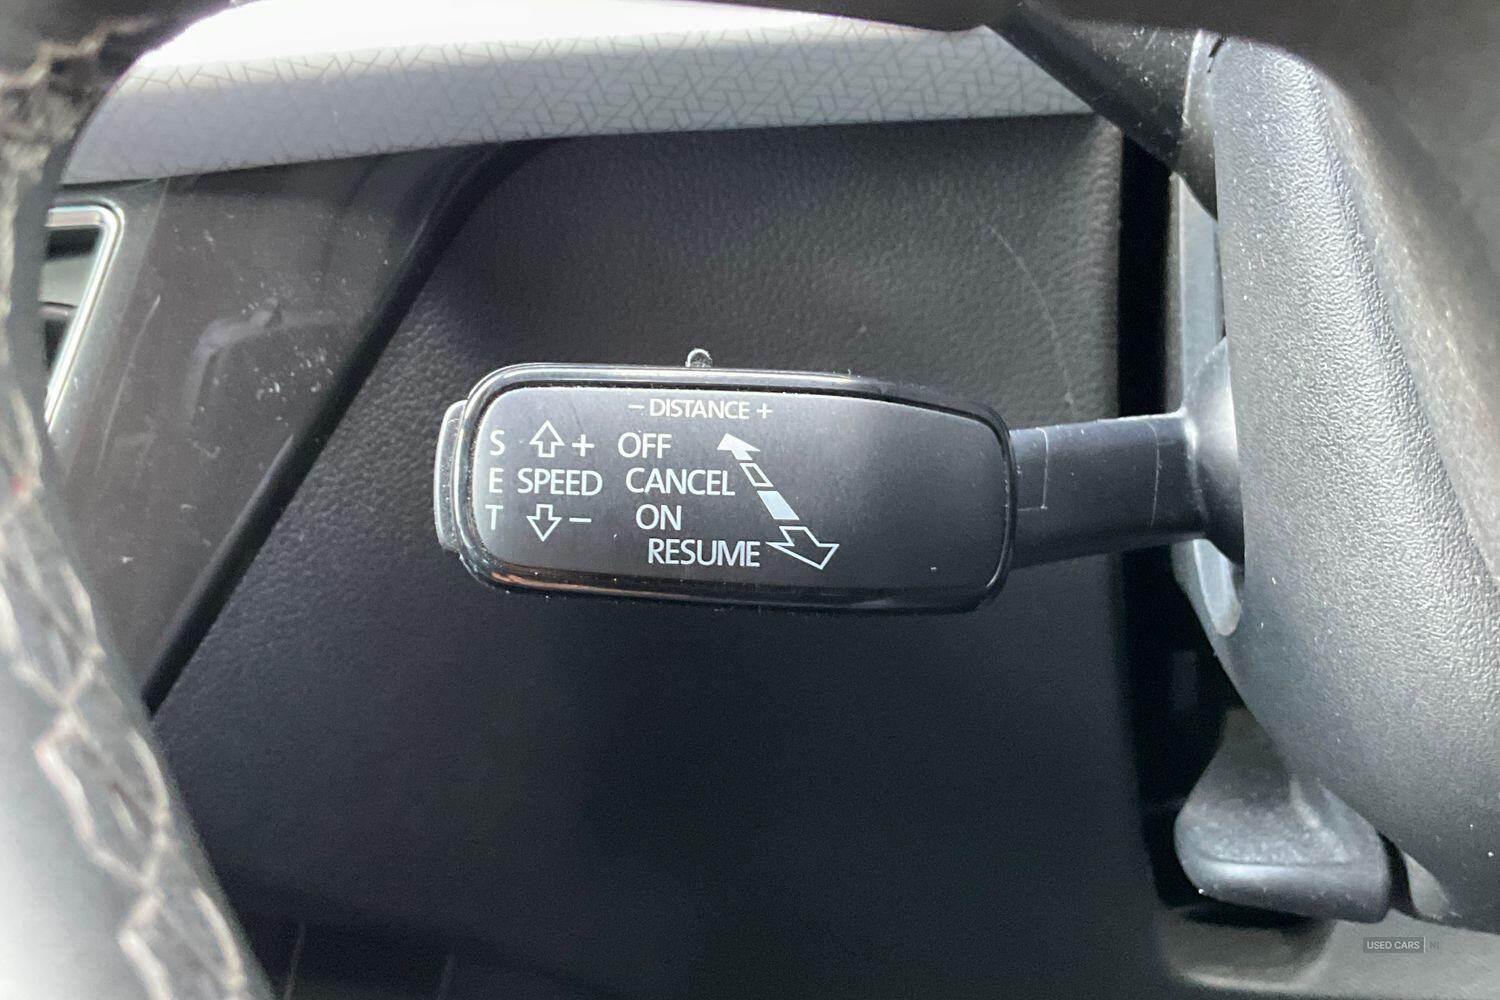 − DISTANCE +
S + OFF
E SPEED CANCEL
T − ON
RESUME
USED CARS NI